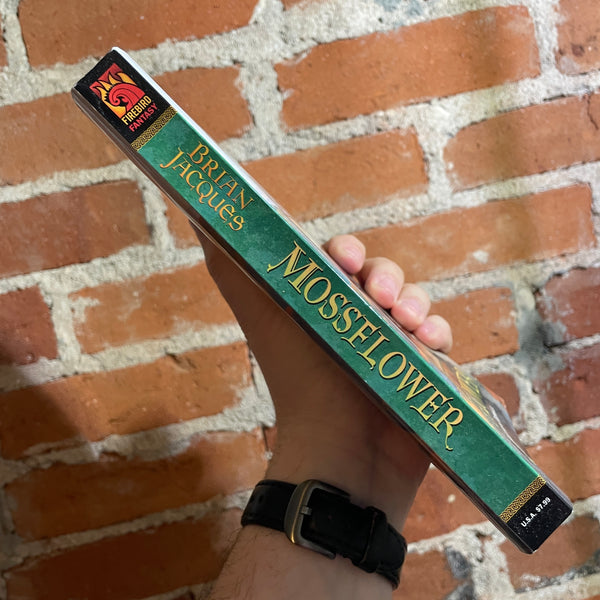 FIREBIRD
FANTASY
BRIAN
JACQUES
MOSSFLOWER
U.S.A. $7.99